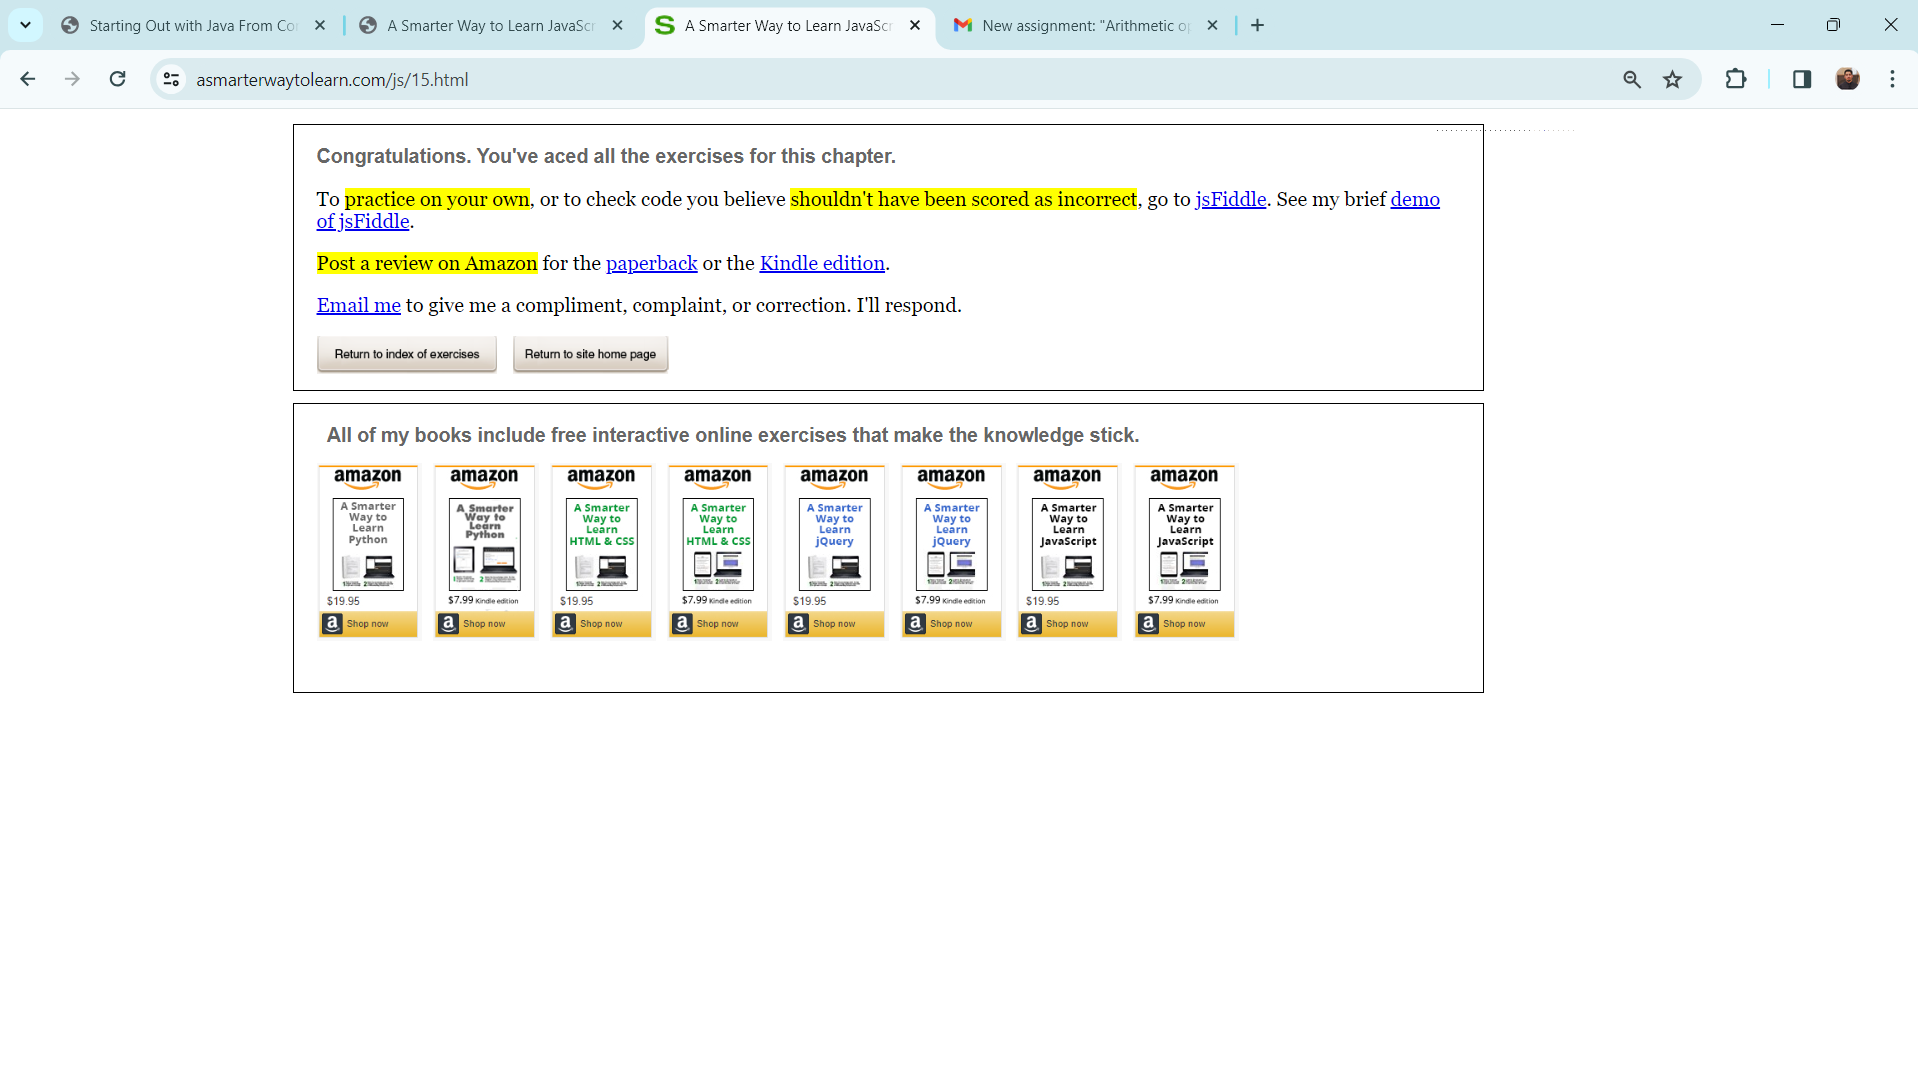 Starting Out with Java From Con
A Smarter Way to Learn JavaScr
A Smarter Way to Learn JavaScr
New assignment: "Arithmetic op
asmarterwaytolearn.com/js/15.html
Congratulations. You've aced all the exercises for this chapter.
To practice on your own, or to check code you believe shouldn't have been scored as incorrect, go to jsFiddle. See my brief demo
of jsFiddle.
Post a review on Amazon for the paperback or the Kindle edition.
Email me to give me a compliment, complaint, or correction. I'll respond.
Return to index of exercises
Return to site home page
All of my books include free interactive online exercises that make the knowledge stick.
amazon
A Smarter
Way to
Learn
Python
$19.95
Shop now
amazon
A Smarter
Way to
Learn
Python
$7.99 Kindle edition
Shop now
amazon
A Smarter
Way to
Learn
HTML & CSS
$19.95
Shop now
amazon
A Smarter
Way to
Learn
HTML & CSS
$7.99 Kindle edition
Shop now
amazon
A Smarter
Way to
Learn
jQuery
$19.95
Shop now
amazon
A Smarter
Way to
Learn
jQuery
$7.99 Kindle edition
Shop now
amazon
A Smarter
Way to
Learn
JavaScript
$19.95
Shop now
amazon
A Smarter
Way to
Learn
JavaScript
$7.99 Kindle edition
Shop now